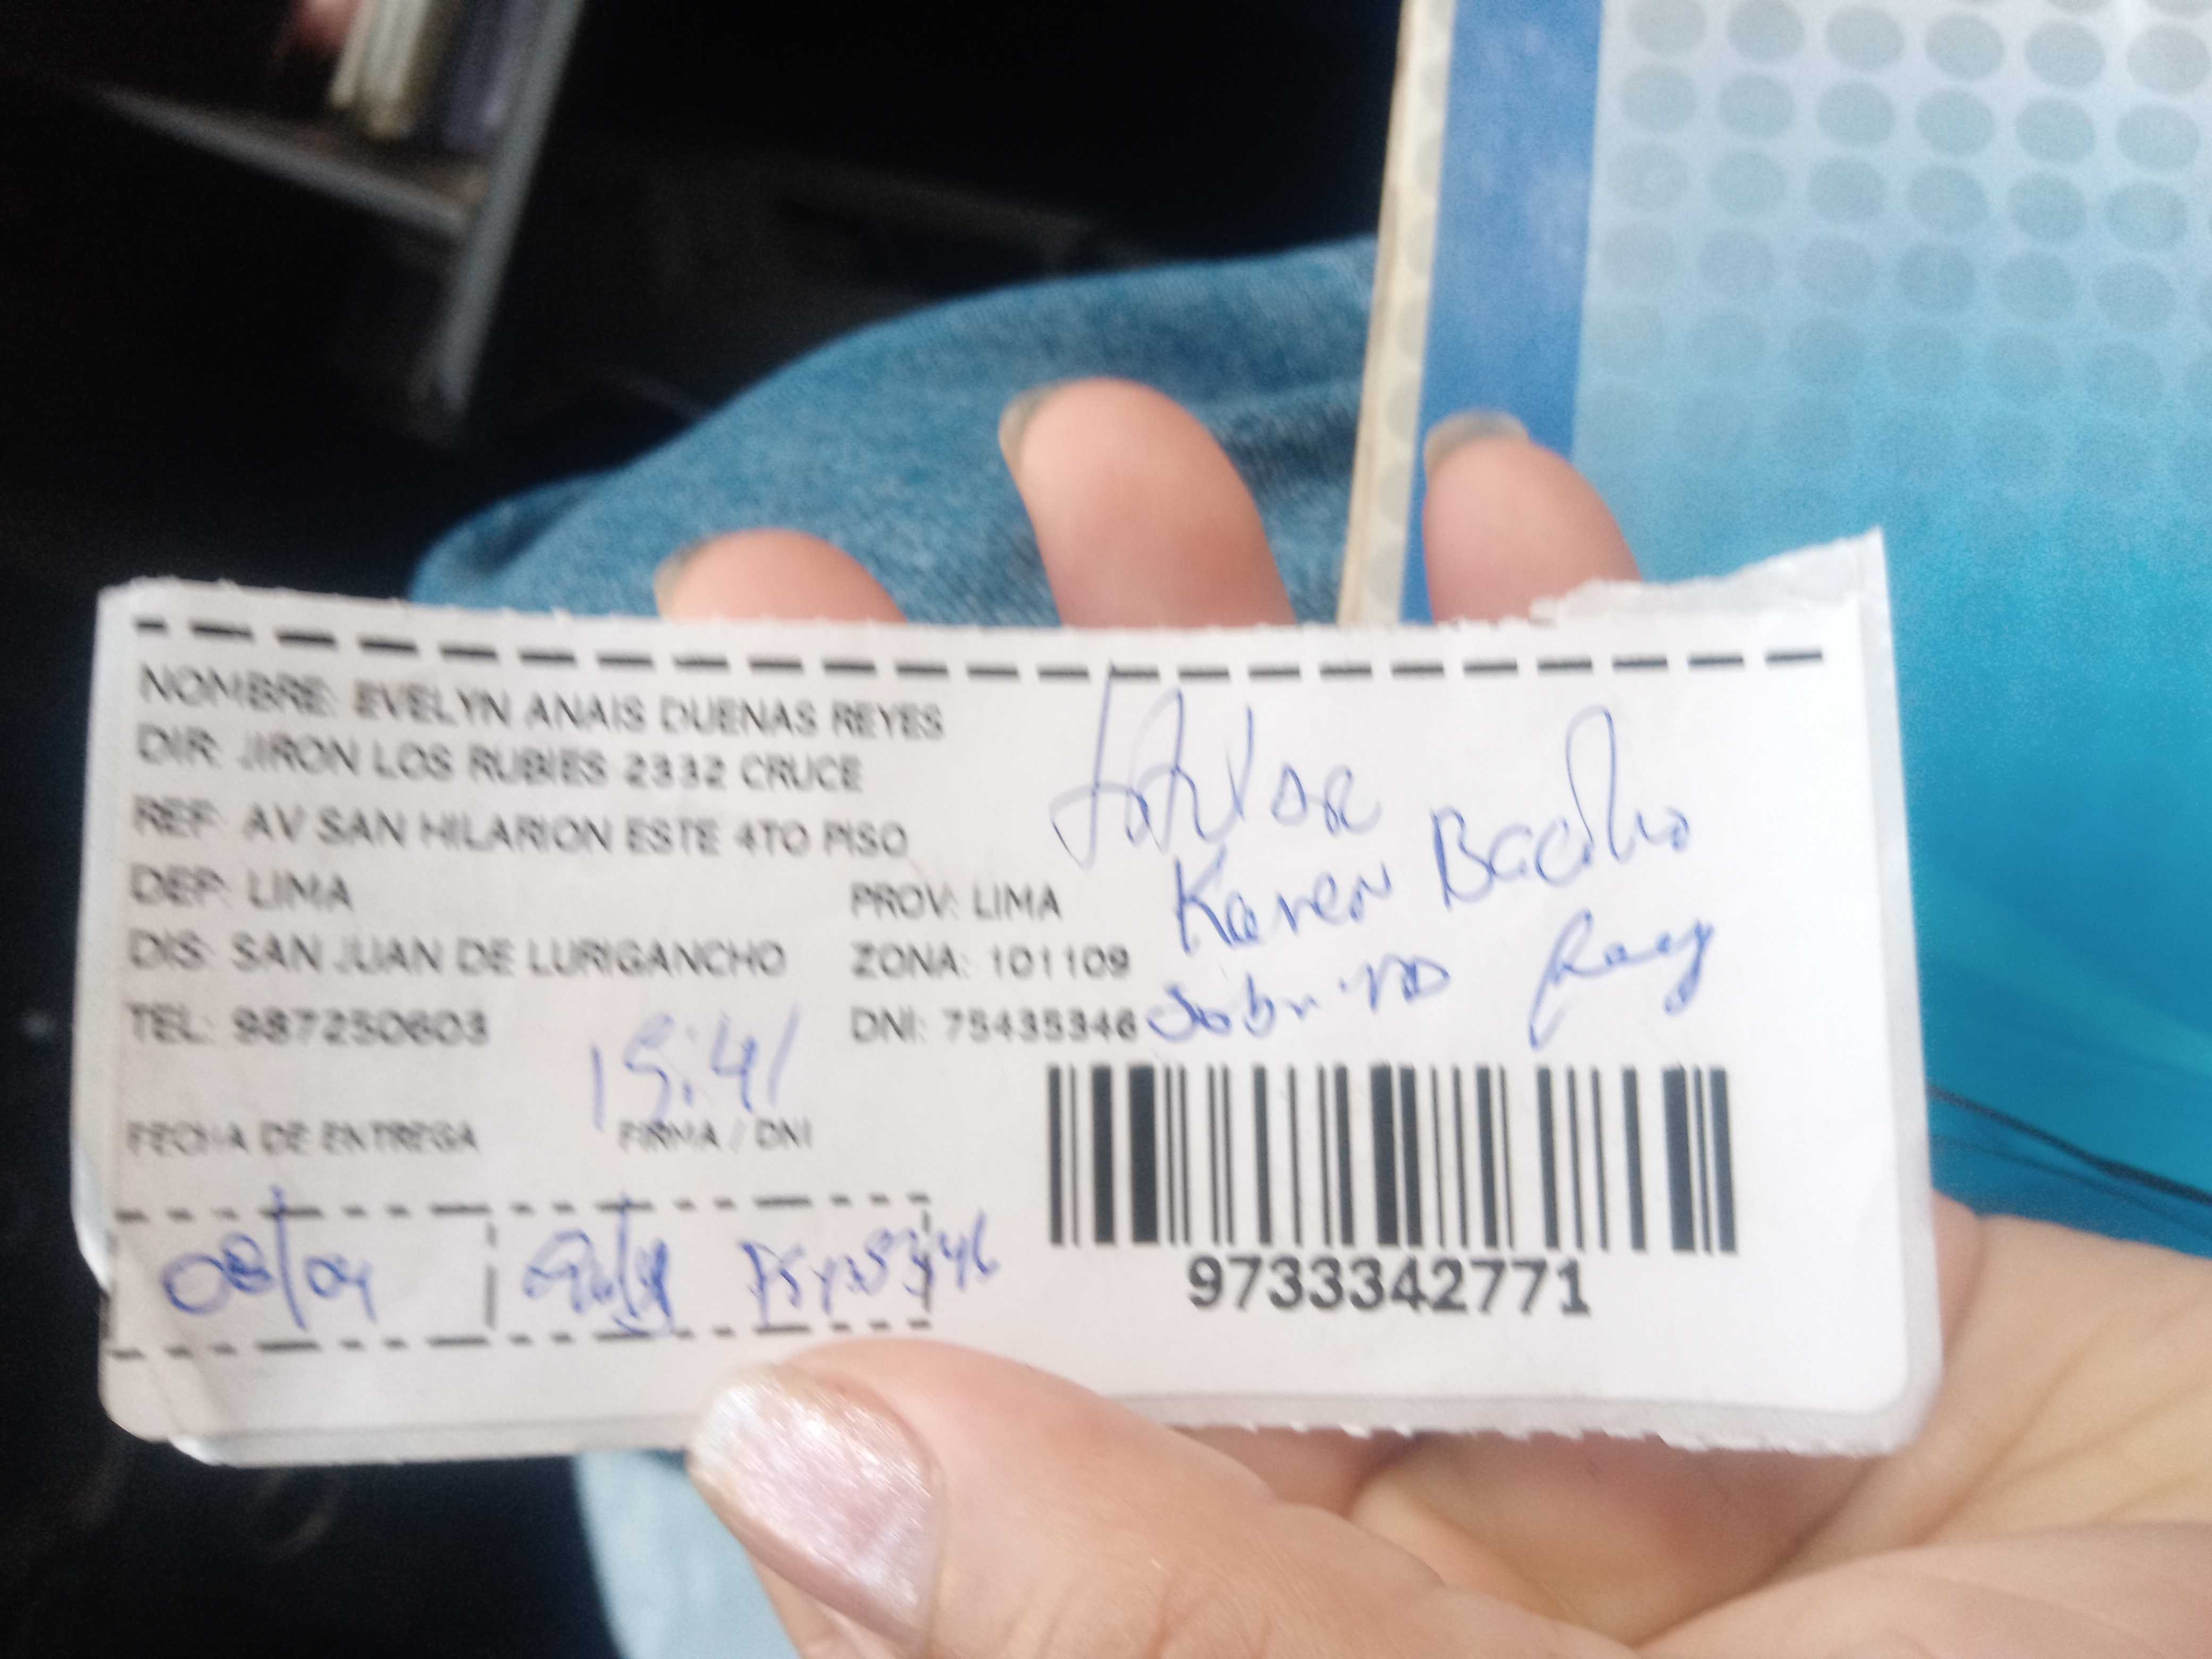 NOMBRE: EVELYN ANAIS DUENAS REYES
DIR: JIRON LOS RUBIES 2332 CRUCE
REF: AV SAN HILARION ESTE 4TO PISO
DEP: LIMA PROV: LIMA
DIS: SAN JUAN DE LURIGANCHO ZONA: 101109
TEL: 987250603 DNI: 75435346
Karen
15:41
FECHA DE ENTREGA FIRMA / DNI
08/04
9733342771